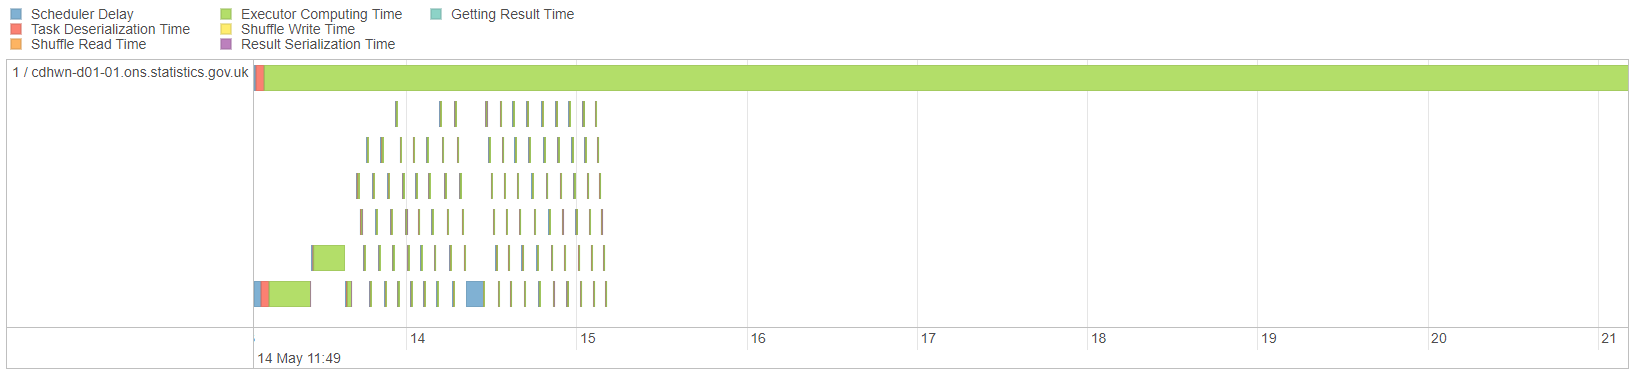 Scheduler Delay
Executor Computing Time
Getting Result Time
Task Deserialization Time
Shuffle Write Time
Shuffle Read Time
Result Serialization Time
1 / cdhwn-d01-01.ons.statistics.gov.uk
14 15 16 17 18 19 20 21
14 May 11:49